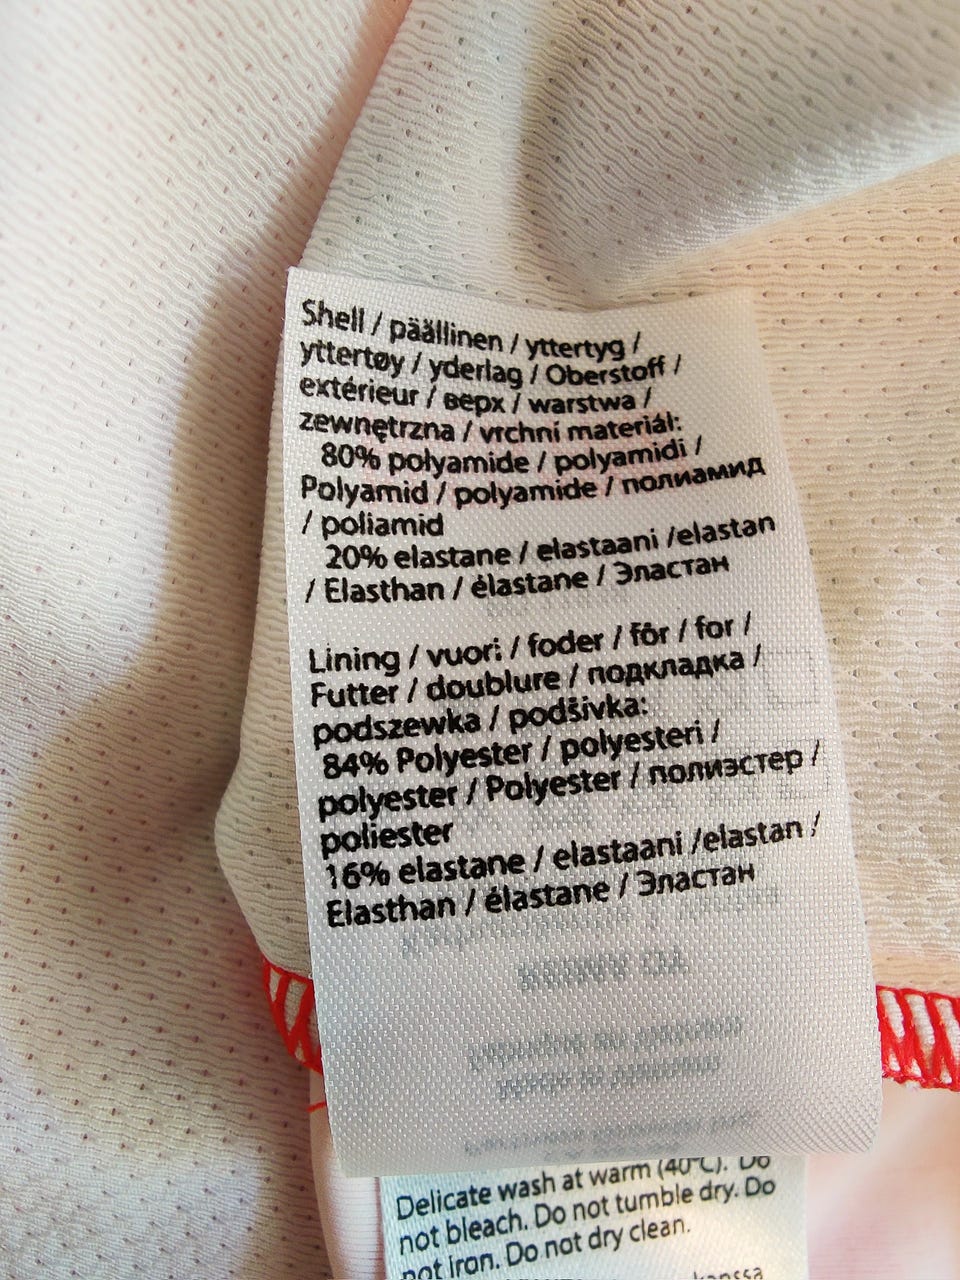 Shell / päällinen / yttertyg /
yttertøy / yderlag / Oberstoff /
extérieur / верх / warstwa /
zewnętrzna / vrchní materiál:
80% polyamide / polyamidi /
Polyamid / polyamide / полиамид
/ poliamid
20% elastane / elastaani /elastan
/ Elasthan / élastane / Эластан
Lining / vuori / foder / fôr / for /
Futter / doublure / подкладка /
podszewka / podšívka:
84% Polyester / polyesteri /
polyester / Polyester / полиэстер /
poliester
16% elastane / elastaani /elastan /
Elasthan / élastane / Эластан
Delicate wash at warm (40°C). Do
not bleach. Do not tumble dry. Do
not iron. Do not dry clean.